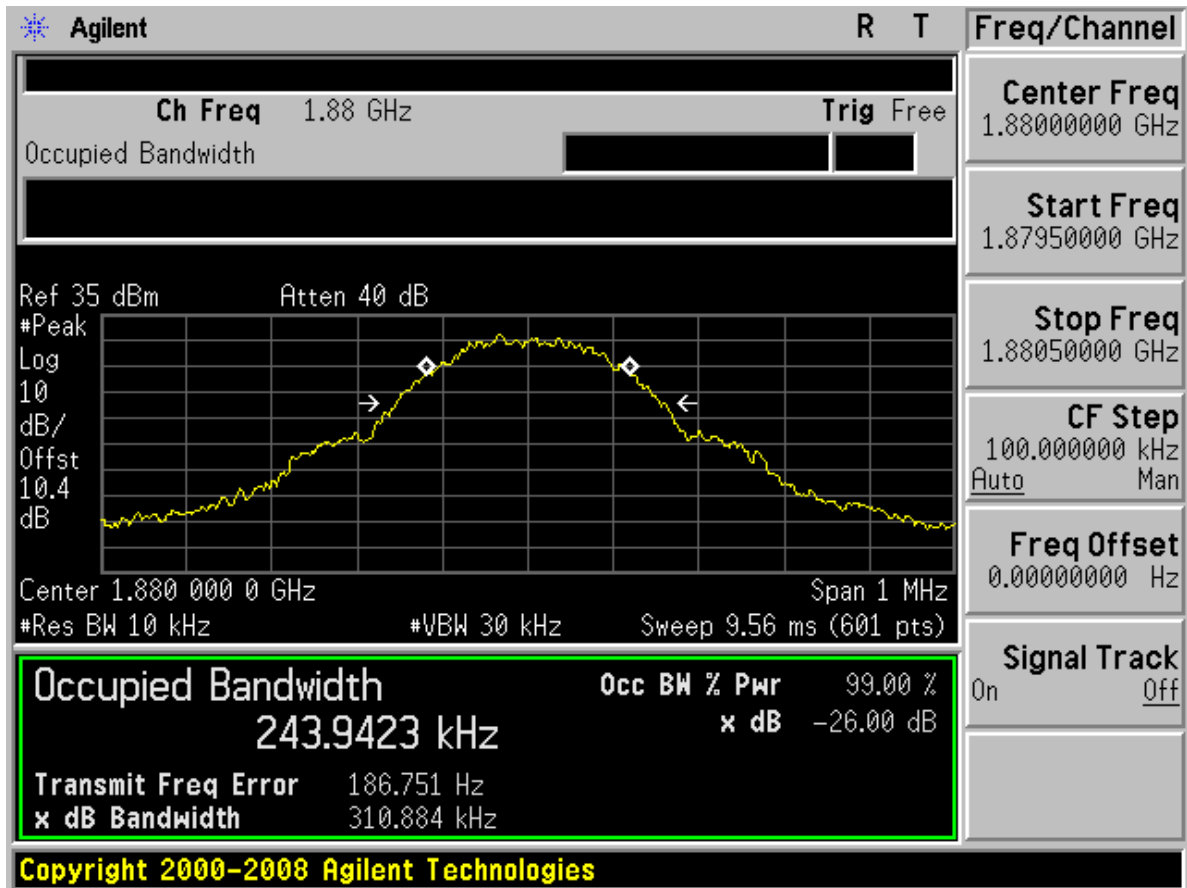 Agilent R T
Ch Freq 1.88 GHz Trig Free
Occupied Bandwidth
Ref 35 dBm Atten 40 dB
#Peak
Log
10
dB/
Offst
10.4
dB
Center 1.880 000 0 GHz Span 1 MHz
#Res BW 10 kHz #VBW 30 kHz Sweep 9.56 ms (601 pts)
Occupied Bandwidth
243.9423 kHz
Occ BW % Pwr 99.00 %
x dB -26.00 dB
Transmit Freq Error 186.751 Hz
x dB Bandwidth 310.884 kHz
Copyright 2000-2008 Agilent Technologies
Freq/Channel
Center Freq
1.88000000 GHz
Start Freq
1.87950000 GHz
Stop Freq
1.88050000 GHz
CF Step
100.000000 kHz
Auto Man
Freq Offset
0.00000000 Hz
Signal Track
On Off